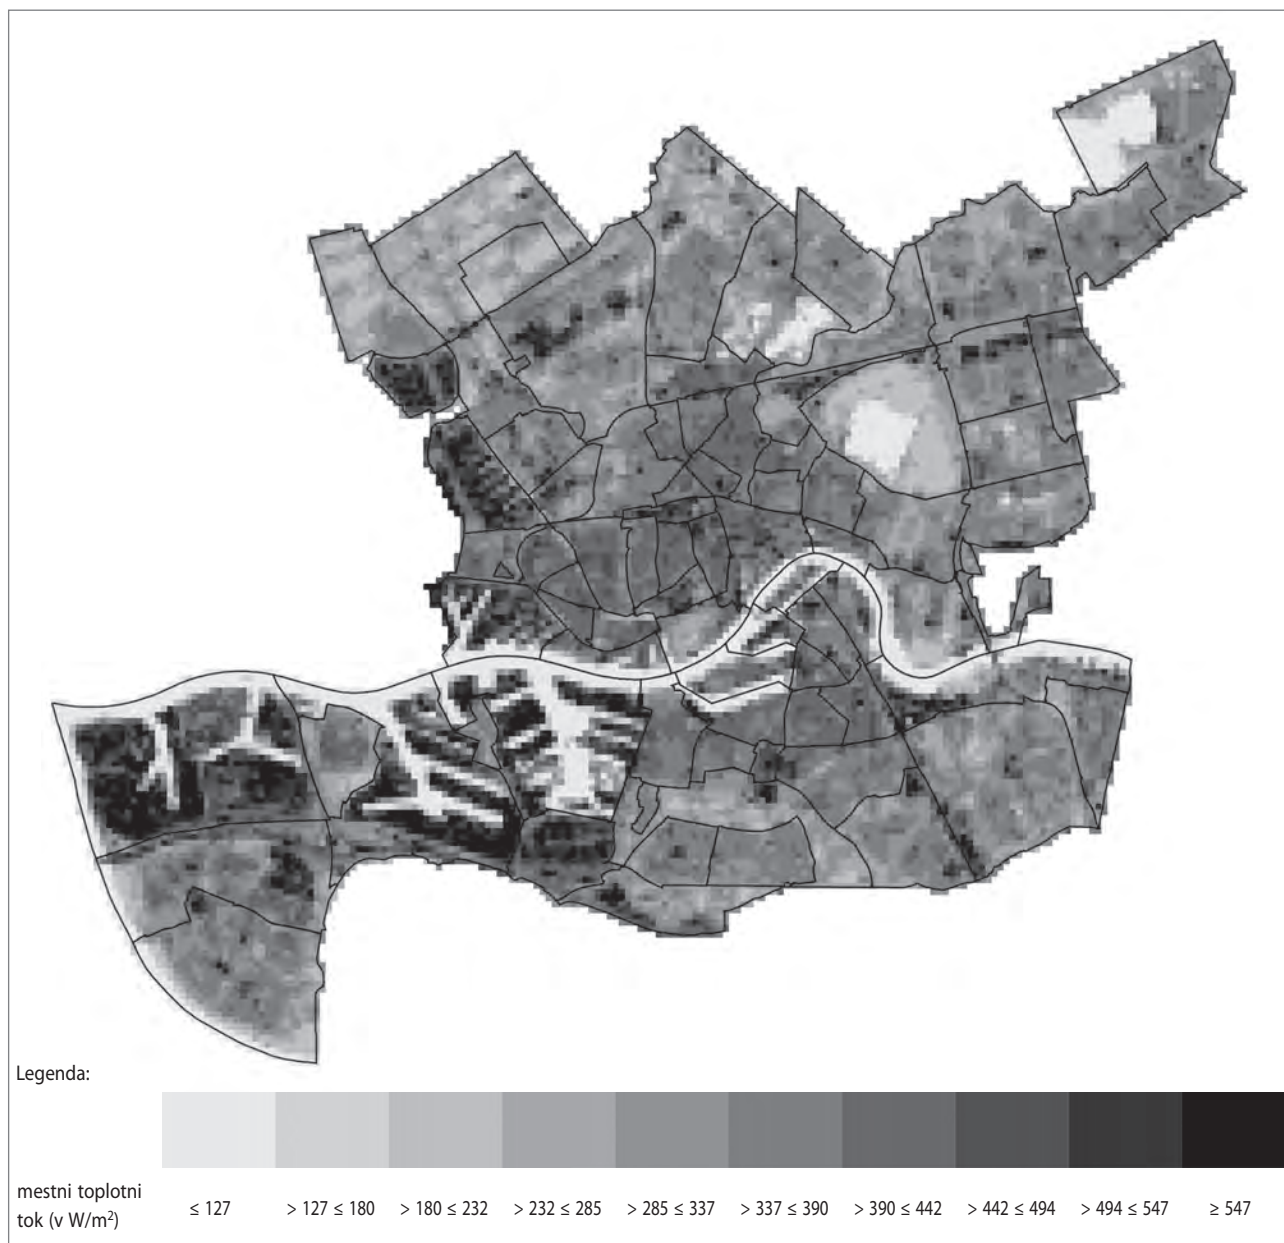 Legenda:
mestni toplotni
tok (v W/m²)
≤ 127
> 127 ≤ 180
> 180 ≤ 232
> 232 ≤ 285
> 285 ≤ 337
> 337 ≤ 390
> 390 ≤ 442
> 442 ≤ 494
> 494 ≤ 547
≥ 547